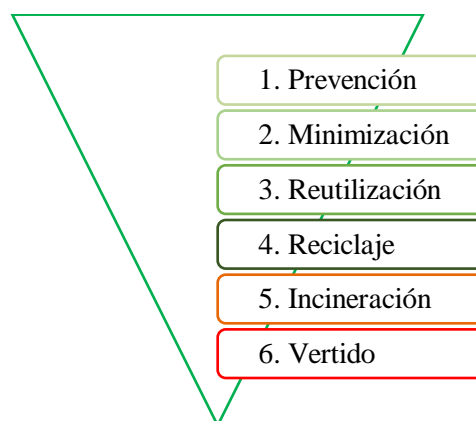 1. Prevención
2. Minimización
3. Reutilización
4. Reciclaje
5. Incineración
6. Vertido